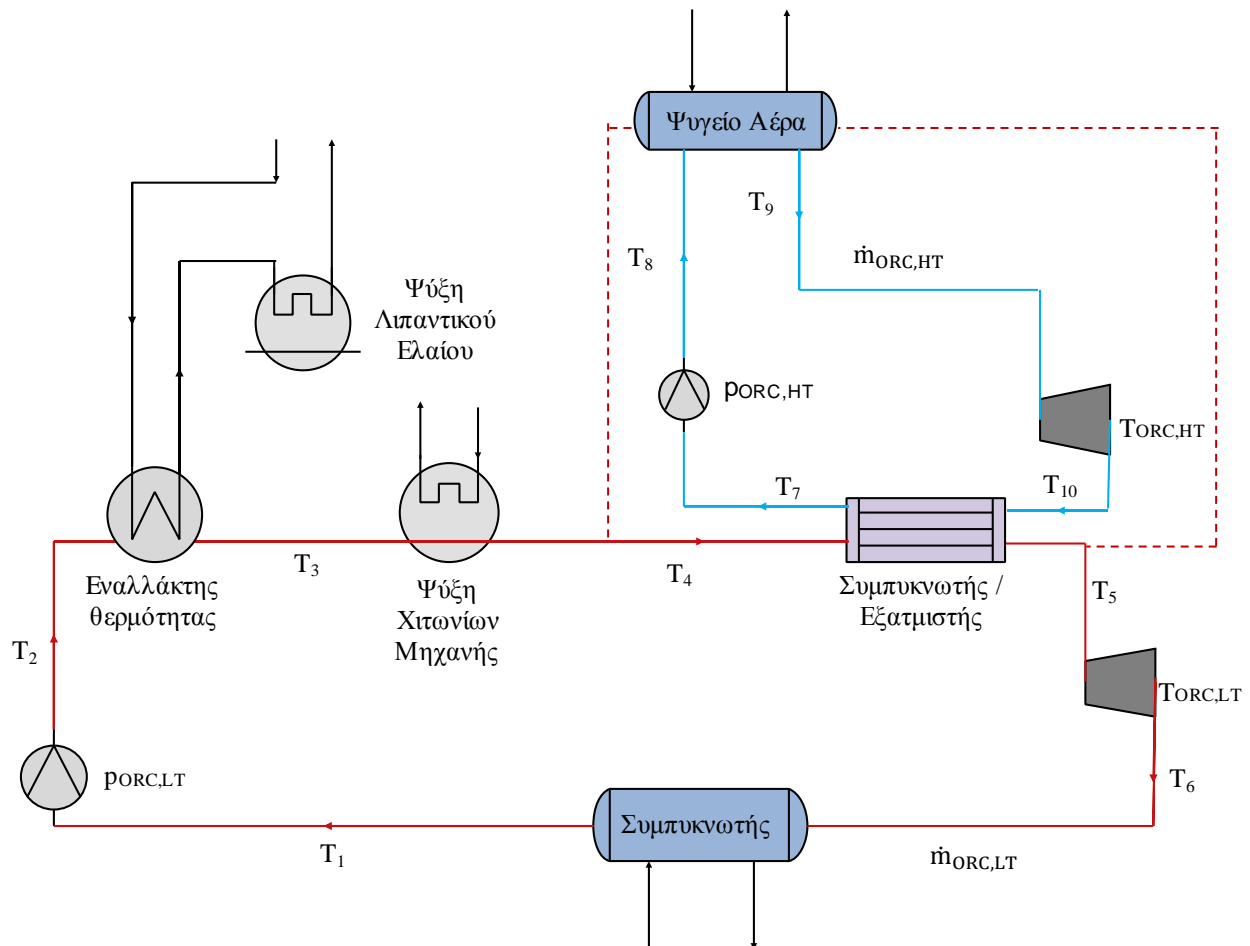 Ψυγείο Αέρα
T₉
T₈
ṁORC,HT
Ψύξη
Λιπαντικού
Ελαίου
pORC,HT
TORC,HT
T₇
T₁₀
T₃
T₄
Εναλλάκτης
θερμότητας
Ψύξη
Χιτωνίων
Μηχανής
Συμπυκνωτής /
Εξατμιστής
T₅
T₂
TORC,LT
pORC,LT
T₆
Συμπυκνωτής
T₁
ṁORC,LT